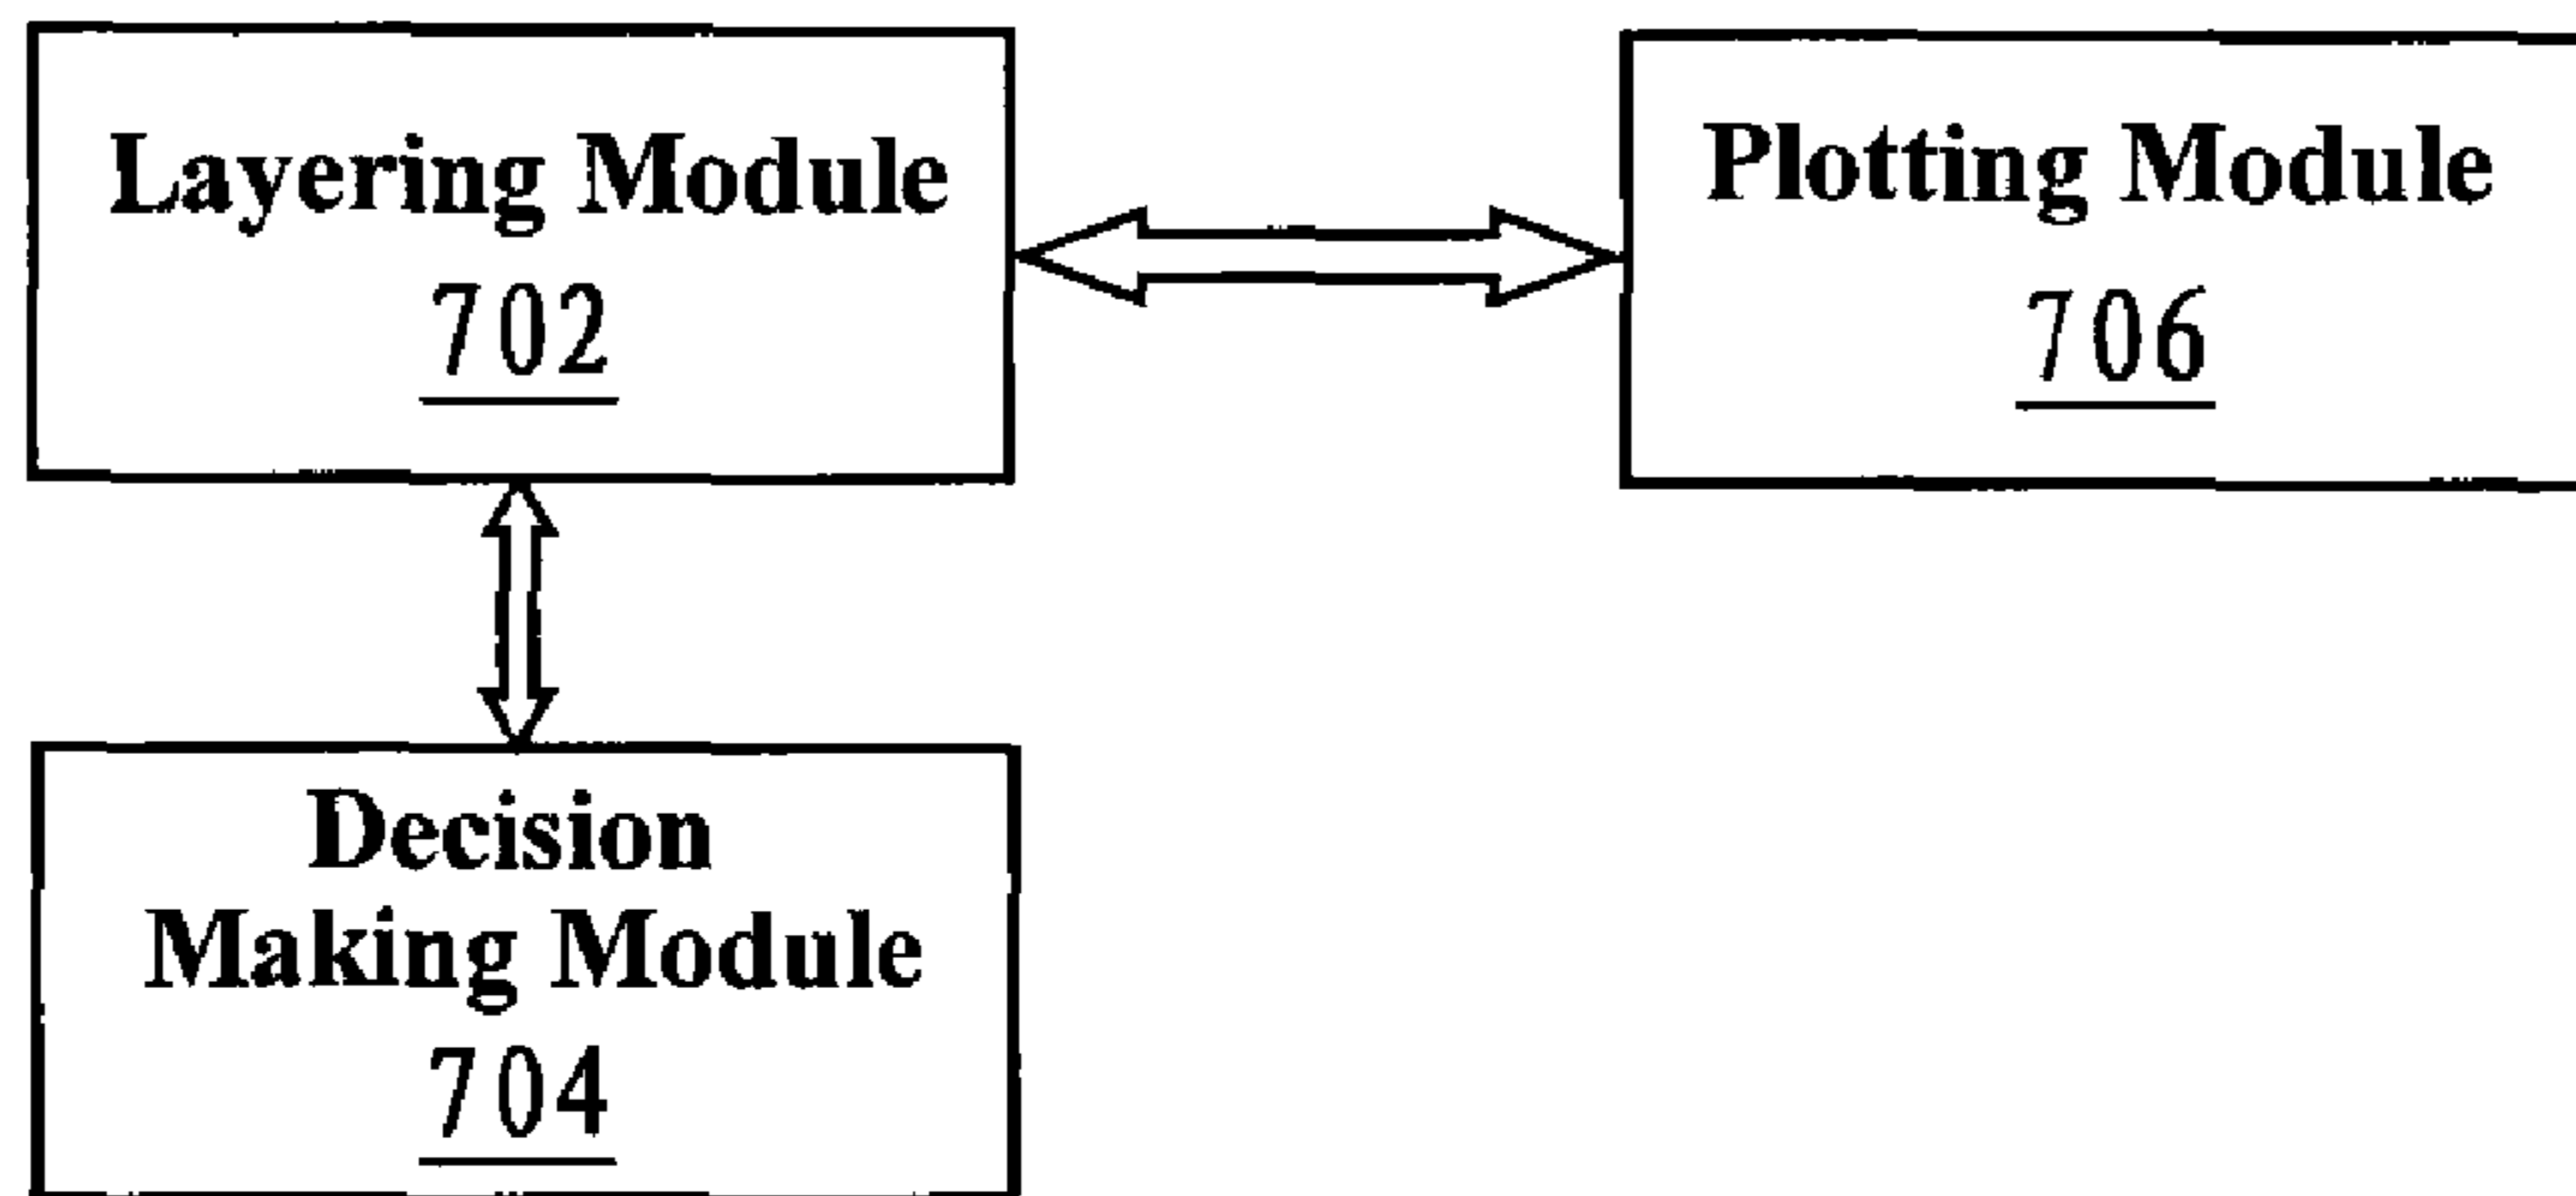 Layering Module
702
Plotting Module
706
Decision
Making Module
704